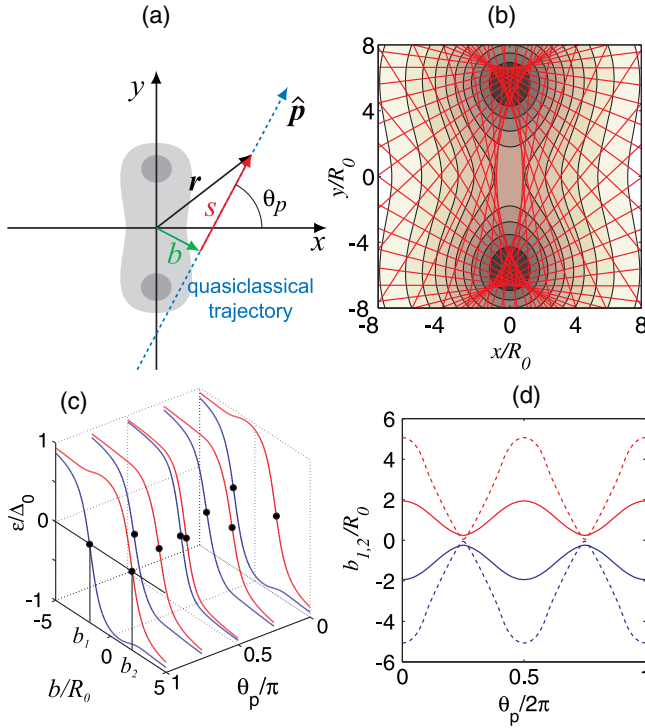 (a)
y
p̂
r
θp
s
x
b
quasiclassical
trajectory
(b)
8
4
0
-4
-8
y/R0
-8 -4 0 4 8
x/R0
(c)
1
0
-1
ε/Δ0
-5
0
5
b1
b2
b/R0
1
0.5
0
θp/π
(d)
6
4
2
0
-2
-4
-6
b1,2/R0
0 0.5 1
θp/2π